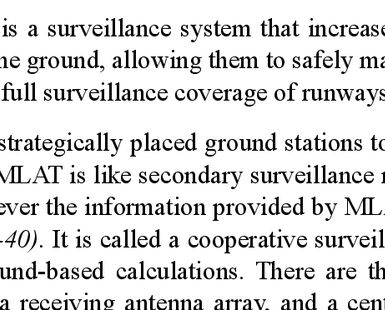 is a surveillance system that increase
ne ground, allowing them to safely ma
full surveillance coverage of runways
strategically placed ground stations to
MLAT is like secondary surveillance r
ever the information provided by MLA
-40). It is called a cooperative surveil
und-based calculations. There are th
a receiving antenna array, and a cent